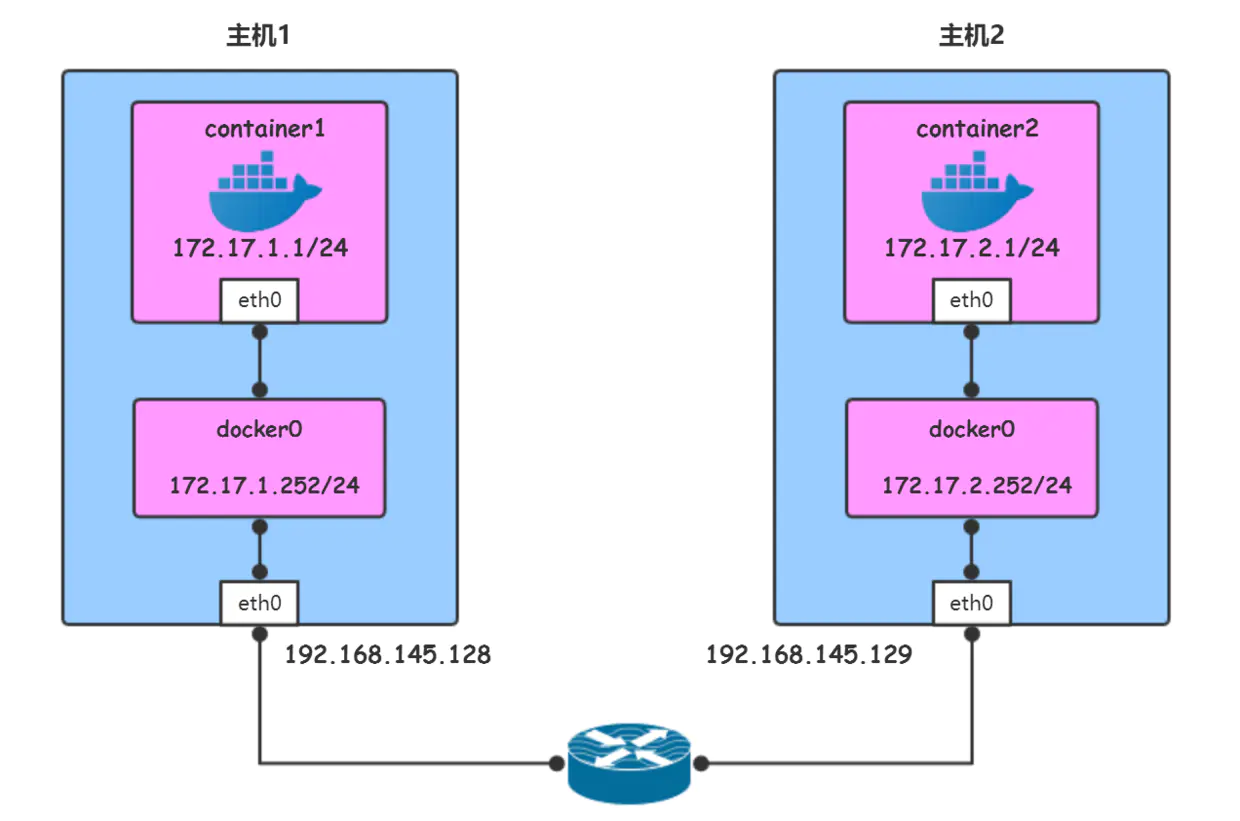 主机1
主机2
container1
172.17.1.1/24
eth0
docker0
172.17.1.252/24
eth0
192.168.145.128
container2
172.17.2.1/24
eth0
docker0
172.17.2.252/24
eth0
192.168.145.129